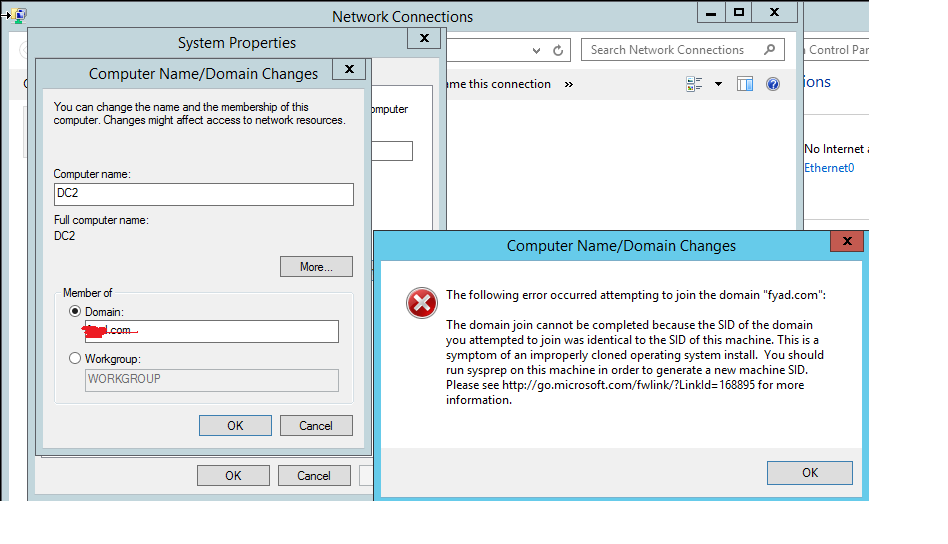 Network Connections
System Properties
Search Network Connections
Control Par
Computer Name/Domain Changes
me this connection »
ions
You can change the name and the membership of this
computer. Changes might affect access to network resources.
omputer
No Internet
Ethernet0
Computer name:
DC2
Full computer name:
DC2
More...
Member of
Domain:
.com
Workgroup:
WORKGROUP
OK
Cancel
OK
Cancel
Computer Name/Domain Changes
The following error occurred attempting to join the domain "fyad.com":
The domain join cannot be completed because the SID of the domain
you attempted to join was identical to the SID of this machine. This is a
symptom of an improperly cloned operating system install.  You should
run sysprep on this machine in order to generate a new machine SID.
Please see http://go.microsoft.com/fwlink/?LinkId=168895 for more
information.
OK